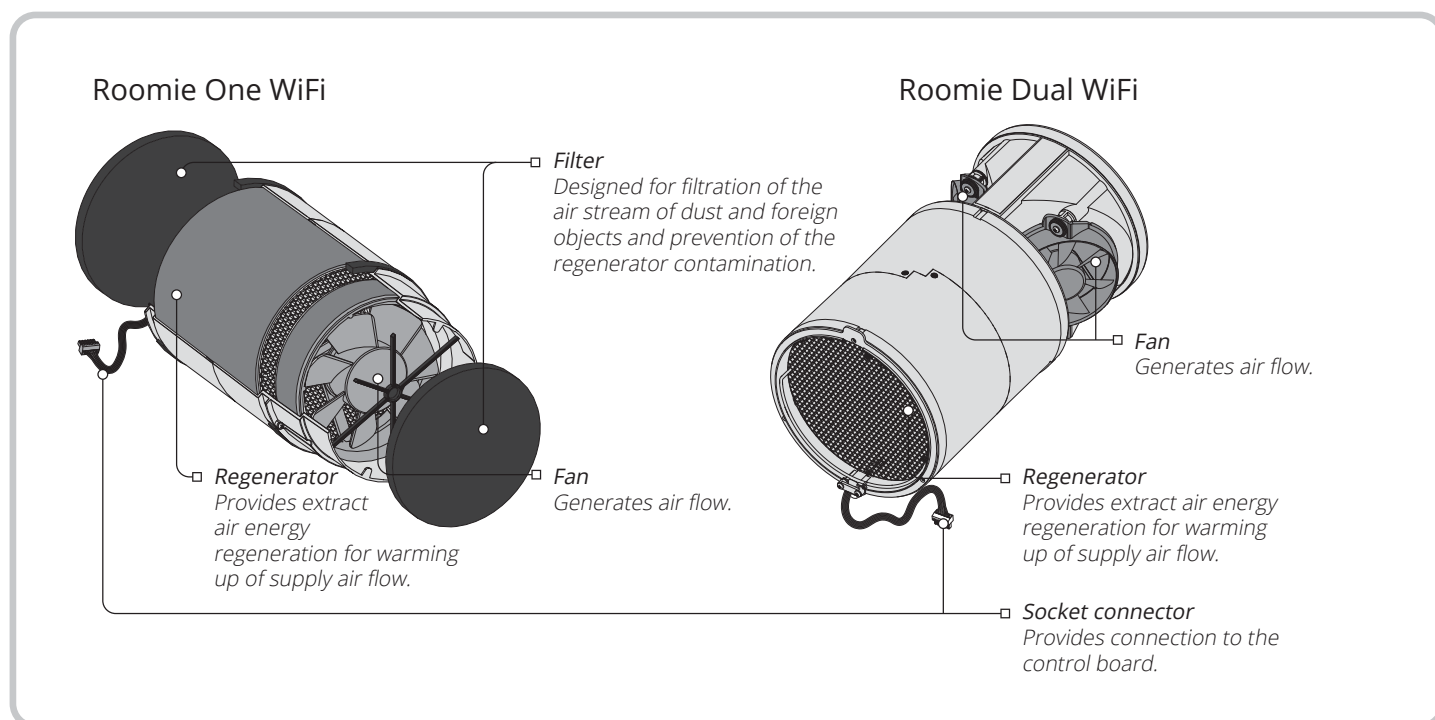 Roomie One WiFi
Roomie Dual WiFi
Filter
Designed for filtration of the
air stream of dust and foreign
objects and prevention of the
regenerator contamination.
Fan
Generates air flow.
Regenerator
Provides extract
air energy
regeneration for warming
up of supply air flow.
Fan
Generates air flow.
Regenerator
Provides extract air energy
regeneration for warming
up of supply air flow.
Socket connector
Provides connection to the
control board.